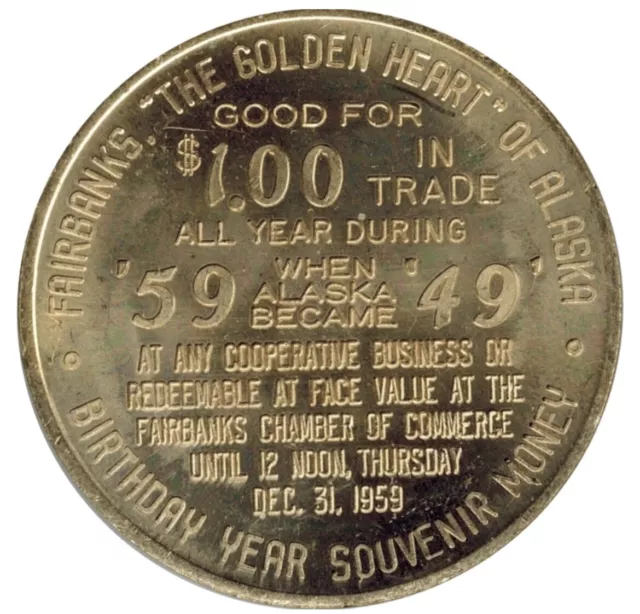 FAIRBANKS, "THE GOLDEN HEART" OF ALASKA
GOOD FOR
$1.00 IN TRADE
ALL YEAR DURING
'59 WHEN ALASKA BECAME '49'
AT ANY COOPERATIVE BUSINESS OR
REDEEMABLE AT FACE VALUE AT THE
FAIRBANKS CHAMBER OF COMMERCE
UNTIL 12 NOON, THURSDAY
DEC. 31, 1959
BIRTHDAY YEAR SOUVENIR MONEY